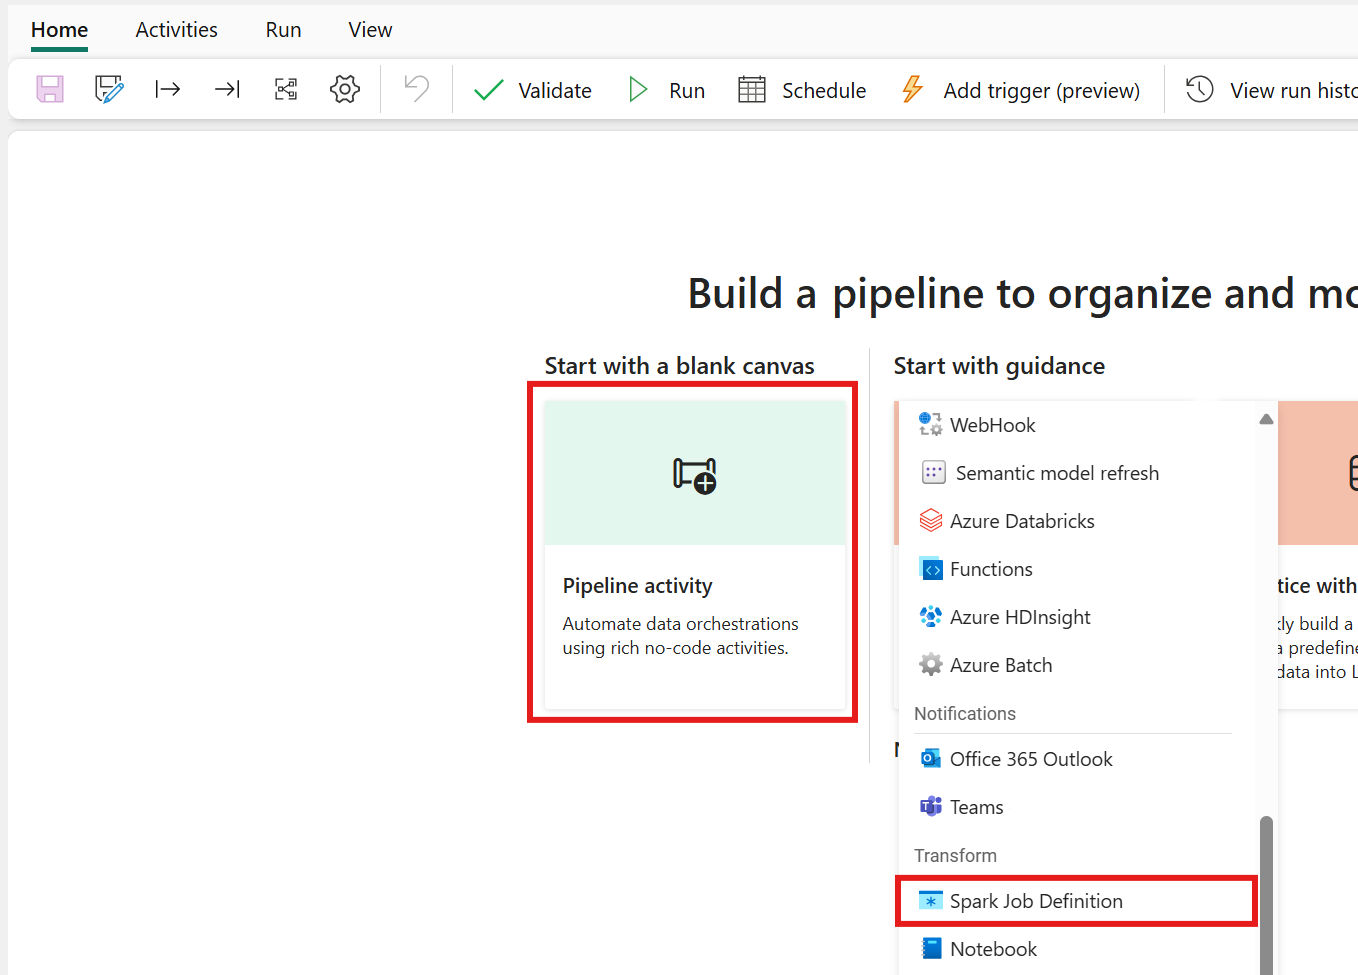 Home Activities Run View
Validate Run Schedule Add trigger (preview) View run histo
Build a pipeline to organize and mo
Start with a blank canvas
Pipeline activity
Automate data orchestrations
using rich no-code activities.
Start with guidance
WebHook
Semantic model refresh
Azure Databricks
Functions
Azure HDInsight
Azure Batch
Notifications
Office 365 Outlook
Teams
Transform
Spark Job Definition
Notebook
tice with
kly build a
a predefine
data into L